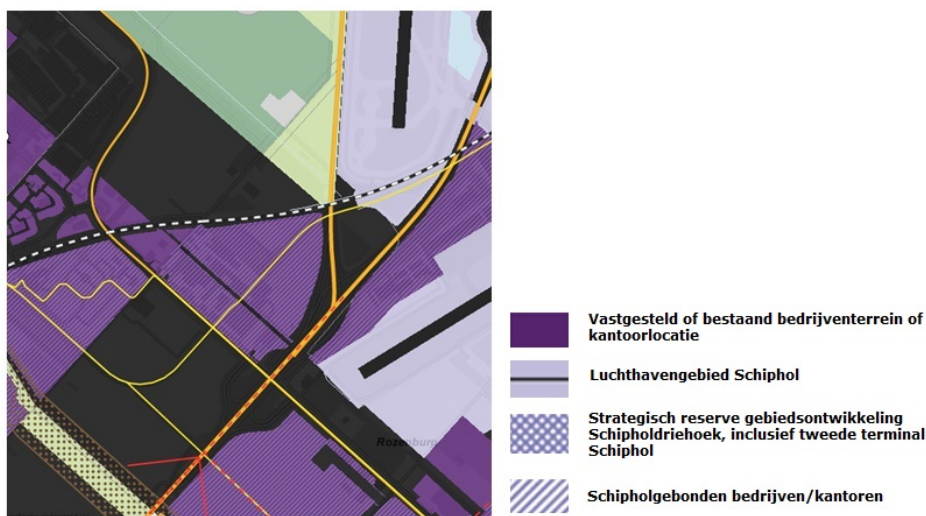 Rozenburg
Vastgesteld of bestaand bedrijventerrein of
kantoorlocatie
Luchthavengebied Schiphol
Strategisch reserve gebiedsontwikkeling
Schipholdriehoek, inclusief tweede terminal
Schiphol
Schipholgebonden bedrijven/kantoren